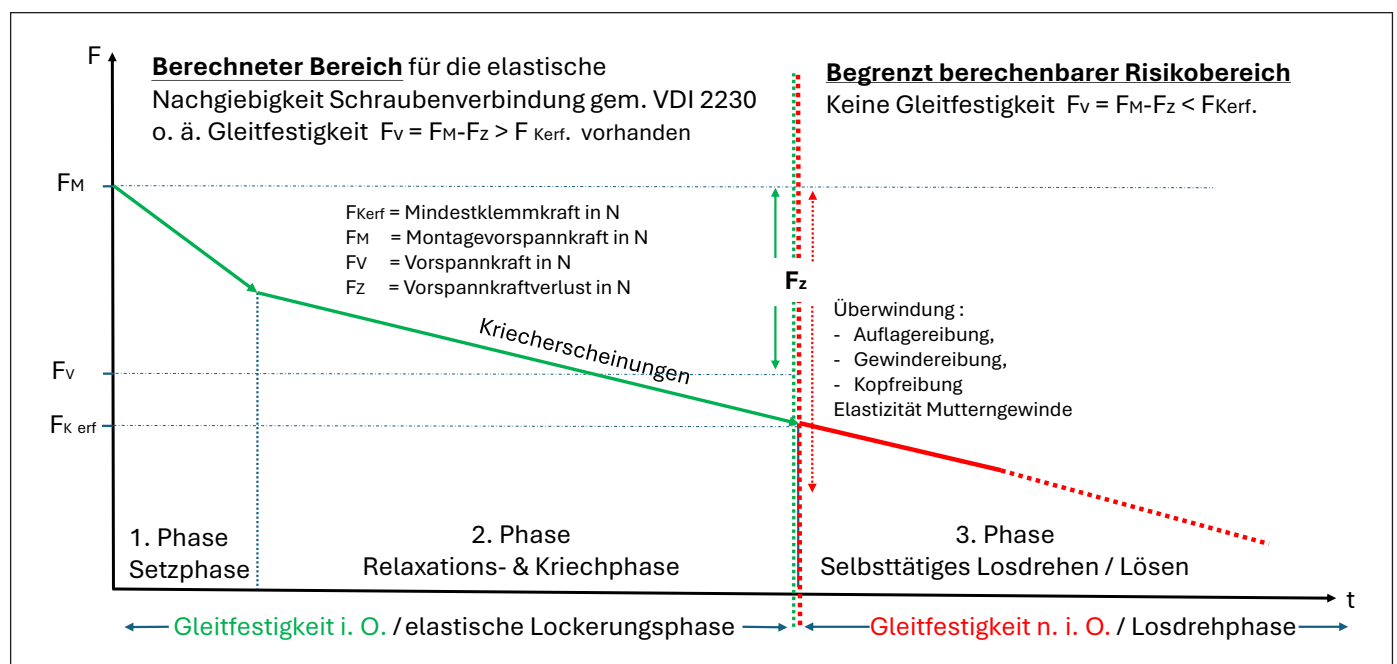 F
Berechneter Bereich für die elastische
Nachgiebigkeit Schraubenverbindung gem. VDI 2230
o. ä. Gleitfestigkeit Fv = FM-Fz > F Kerf. vorhanden
Begrenzt berechenbarer Risikobereich
Keine Gleitfestigkeit Fv = FM-Fz < FKerf.
FM
FKerf = Mindestklemmkraft in N
FM = Montagevorspannkraft in N
Fv = Vorspannkraft in N
Fz = Vorspannkraftverlust in N
Fz
Überwindung :
- Auflagereibung,
- Gewindereibung,
- Kopfreibung
Elastizität Mutterngewinde
Kriecherscheinungen
Fv
FK erf
1. Phase
Setzphase
2. Phase
Relaxations- & Kriechphase
3. Phase
Selbsttätiges Losdrehen / Lösen
t
Gleitfestigkeit i. O. / elastische Lockerungsphase
Gleitfestigkeit n. i. O. / Losdrehphase